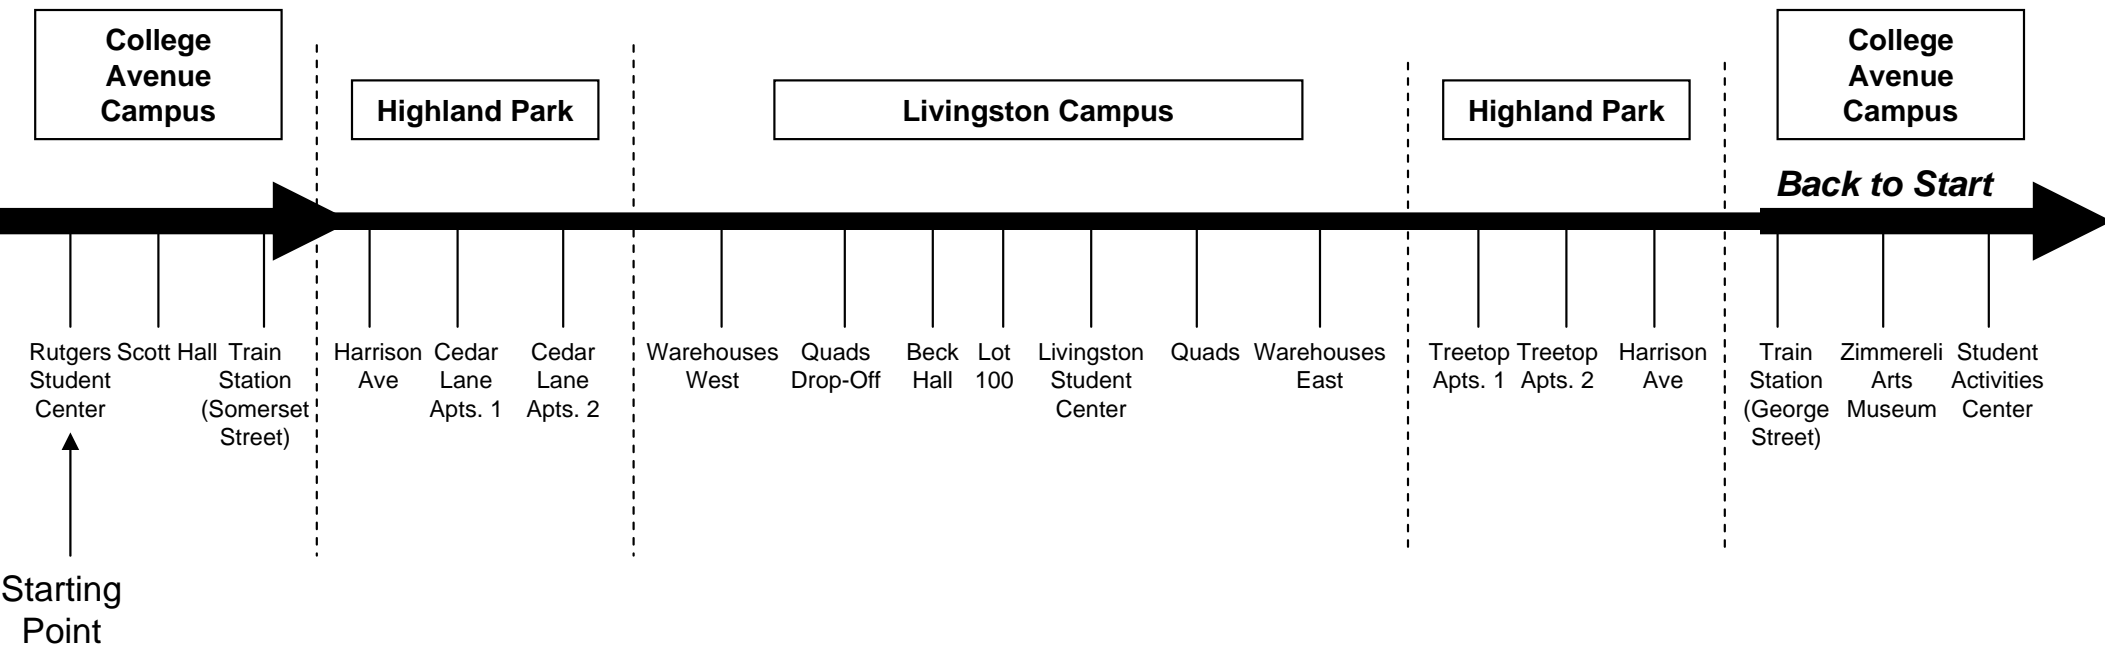 College
Avenue
Campus
Highland Park
Livingston Campus
Highland Park
College
Avenue
Campus
Back to Start
Rutgers
Student
Center
Scott Hall
Train
Station
(Somerset
Street)
Harrison
Ave
Cedar
Lane
Apts. 1
Cedar
Lane
Apts. 2
Warehouses
West
Quads
Drop-Off
Beck
Hall
Lot
100
Livingston
Student
Center
Quads
Warehouses
East
Treetop
Apts. 1
Treetop
Apts. 2
Harrison
Ave
Train
Station
(George
Street)
Zimmereli
Arts
Museum
Student
Activities
Center
Starting
Point